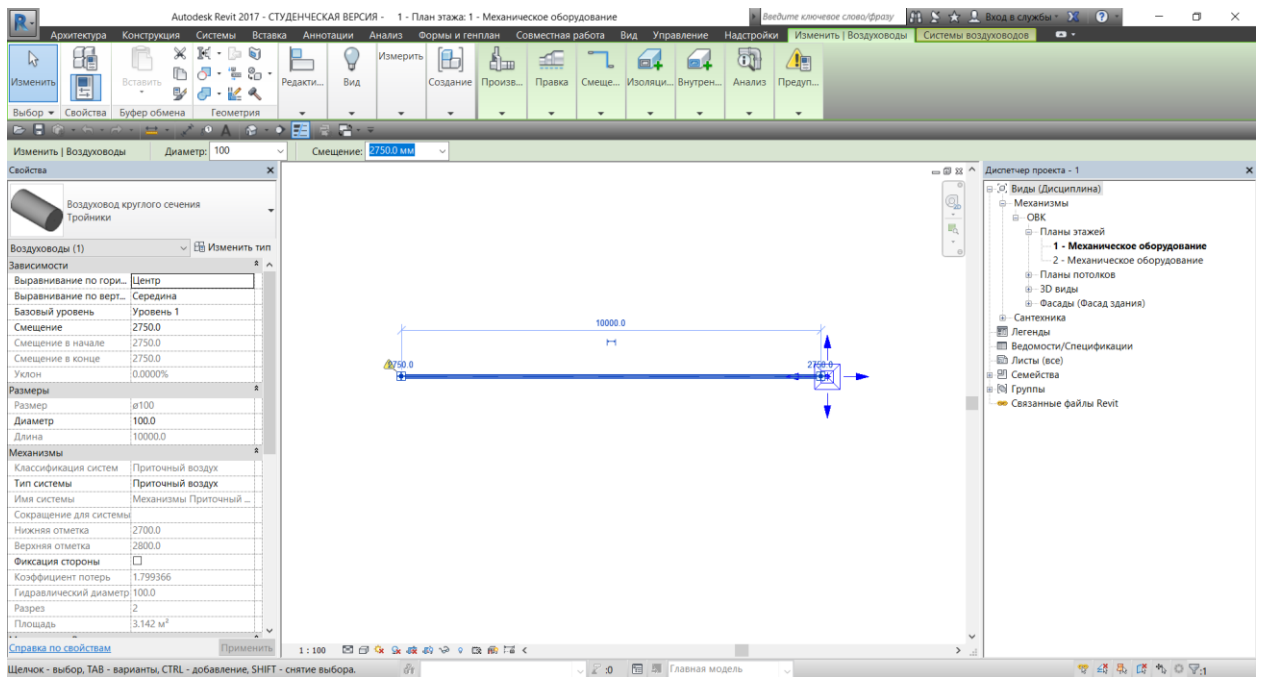 Autodesk Revit 2017 - СТУДЕНЧЕСКАЯ ВЕРСИЯ - 1 - План этажа: 1 - Механическое оборудование
Введите ключевое слово/фразу
Вход в службы
Архитектура Конструкция Системы Вставка Аннотации Анализ Формы и генплан Совместная работа Вид Управление Надстройки Изменить | Воздуховоды Системы воздуховодов
Изменить Вставить Редакти... Вид Измерить Создание Произв... Правка Смеще... Изоляци... Внутрен... Анализ Предуп...
Выбор Свойства Буфер обмена Геометрия
Изменить | Воздуховоды Диаметр: 100 Смещение: 2750.0 мм
Свойства
Воздуховод круглого сечения
Тройники
Воздуховоды (1) Изменить тип
Зависимости
Выравнивание по гори... Центр
Выравнивание по верт... Середина
Базовый уровень Уровень 1
Смещение 2750.0
Смещение в начале 2750.0
Смещение в конце 2750.0
Уклон 0.0000%
Размеры
Размер ø100
Диаметр 100.0
Длина 10000.0
Механизмы
Классификация систем Приточный воздух
Тип системы Приточный воздух
Имя системы Механизмы Приточный ...
Сокращение для системы
Нижняя отметка 2700.0
Верхняя отметка 2800.0
Фиксация стороны
Коэффициент потерь 1.799366
Гидравлический диаметр 100.0
Разрез 2
Площадь 3.142 м²
Справка по свойствам Применить
10000.0
2750.0 2750.0
1 : 100
Диспетчер проекта - 1
Виды (Дисциплина)
Механизмы
ОВК
Планы этажей
1 - Механическое оборудование
2 - Механическое оборудование
Планы потолков
3D виды
Фасады (Фасад здания)
Сантехника
Легенды
Ведомости/Спецификации
Листы (все)
Семейства
Группы
Связанные файлы Revit
Щелчок - выбор, TAB - варианты, CTRL - добавление, SHIFT - снятие выбора. :0 Главная модель :1